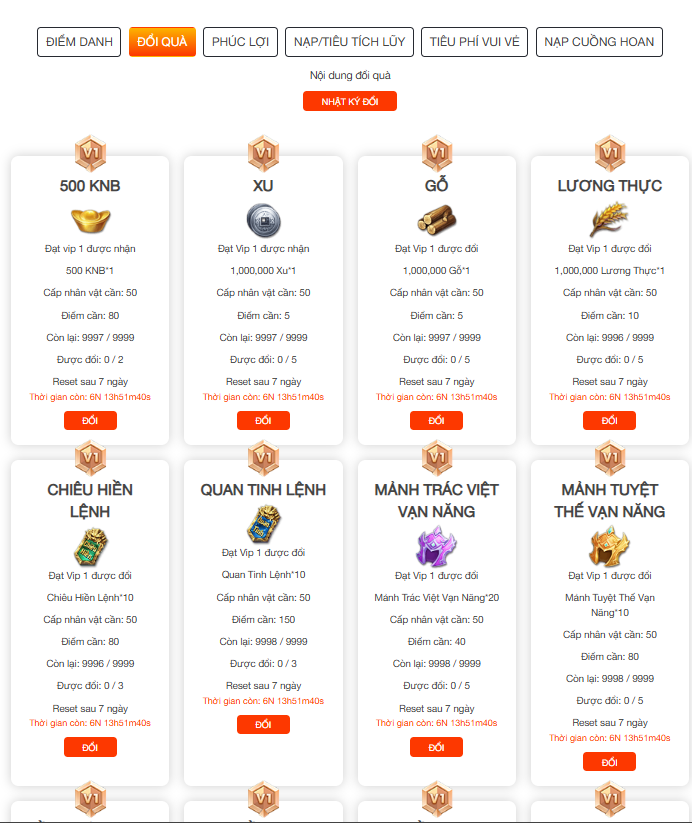 ĐIỂM DANH
ĐỔI QUÀ
PHÚC LỢI
NẠP/TIÊU TÍCH LŨY
TIÊU PHÍ VUI VẺ
NẠP CUỒNG HOAN
Nội dung đổi quà
NHẬT KÝ ĐỔI
V1
500 KNB
Đạt vip 1 được nhận
500 KNB*1
Cấp nhân vật cần: 50
Điểm cần: 80
Còn lại: 9997 / 9999
Được đổi: 0 / 2
Reset sau 7 ngày
Thời gian còn: 6N 13h51m40s
ĐỔI
V1
XU
Đạt vip 1 được nhận
1,000,000 Xu*1
Cấp nhân vật cần: 50
Điểm cần: 5
Còn lại: 9997 / 9999
Được đổi: 0 / 5
Reset sau 7 ngày
Thời gian còn: 6N 13h51m40s
ĐỔI
V1
GỖ
Đạt Vip 1 được đổi
1,000,000 Gỗ*1
Cấp nhân vật cần: 50
Điểm cần: 5
Còn lại: 9997 / 9999
Được đổi: 0 / 5
Reset sau 7 ngày
Thời gian còn: 6N 13h51m40s
ĐỔI
V1
LƯƠNG THỰC
Đạt Vip 1 được đổi
1,000,000 Lương Thực*1
Cấp nhân vật cần: 50
Điểm cần: 10
Còn lại: 9996 / 9999
Được đổi: 0 / 5
Reset sau 7 ngày
Thời gian còn: 6N 13h51m40s
ĐỔI
V1
CHIÊU HIỀN
LỆNH
Đạt Vip 1 được đổi
Chiêu Hiền Lệnh*10
Cấp nhân vật cần: 50
Điểm cần: 80
Còn lại: 9996 / 9999
Được đổi: 0 / 3
Reset sau 7 ngày
Thời gian còn: 6N 13h51m40s
ĐỔI
V1
QUAN TINH LỆNH
Đạt Vip 1 được đổi
Quan Tinh Lệnh*10
Cấp nhân vật cần: 50
Điểm cần: 150
Còn lại: 9998 / 9999
Được đổi: 0 / 3
Reset sau 7 ngày
Thời gian còn: 6N 13h51m40s
ĐỔI
V1
MẢNH TRÁC VIỆT
VẠN NĂNG
Đạt Vip 1 được đổi
Mảnh Trác Việt Vạn Năng*20
Cấp nhân vật cần: 50
Điểm cần: 40
Còn lại: 9998 / 9999
Được đổi: 0 / 5
Reset sau 7 ngày
Thời gian còn: 6N 13h51m40s
ĐỔI
V1
MẢNH TUYỆT
THẾ VẠN NĂNG
Đạt Vip 1 được đổi
Mảnh Tuyệt Thế Vạn
Năng*10
Cấp nhân vật cần: 50
Điểm cần: 80
Còn lại: 9998 / 9999
Được đổi: 0 / 5
Reset sau 7 ngày
Thời gian còn: 6N 13h51m40s
ĐỔI
V1
V1
V1
V1